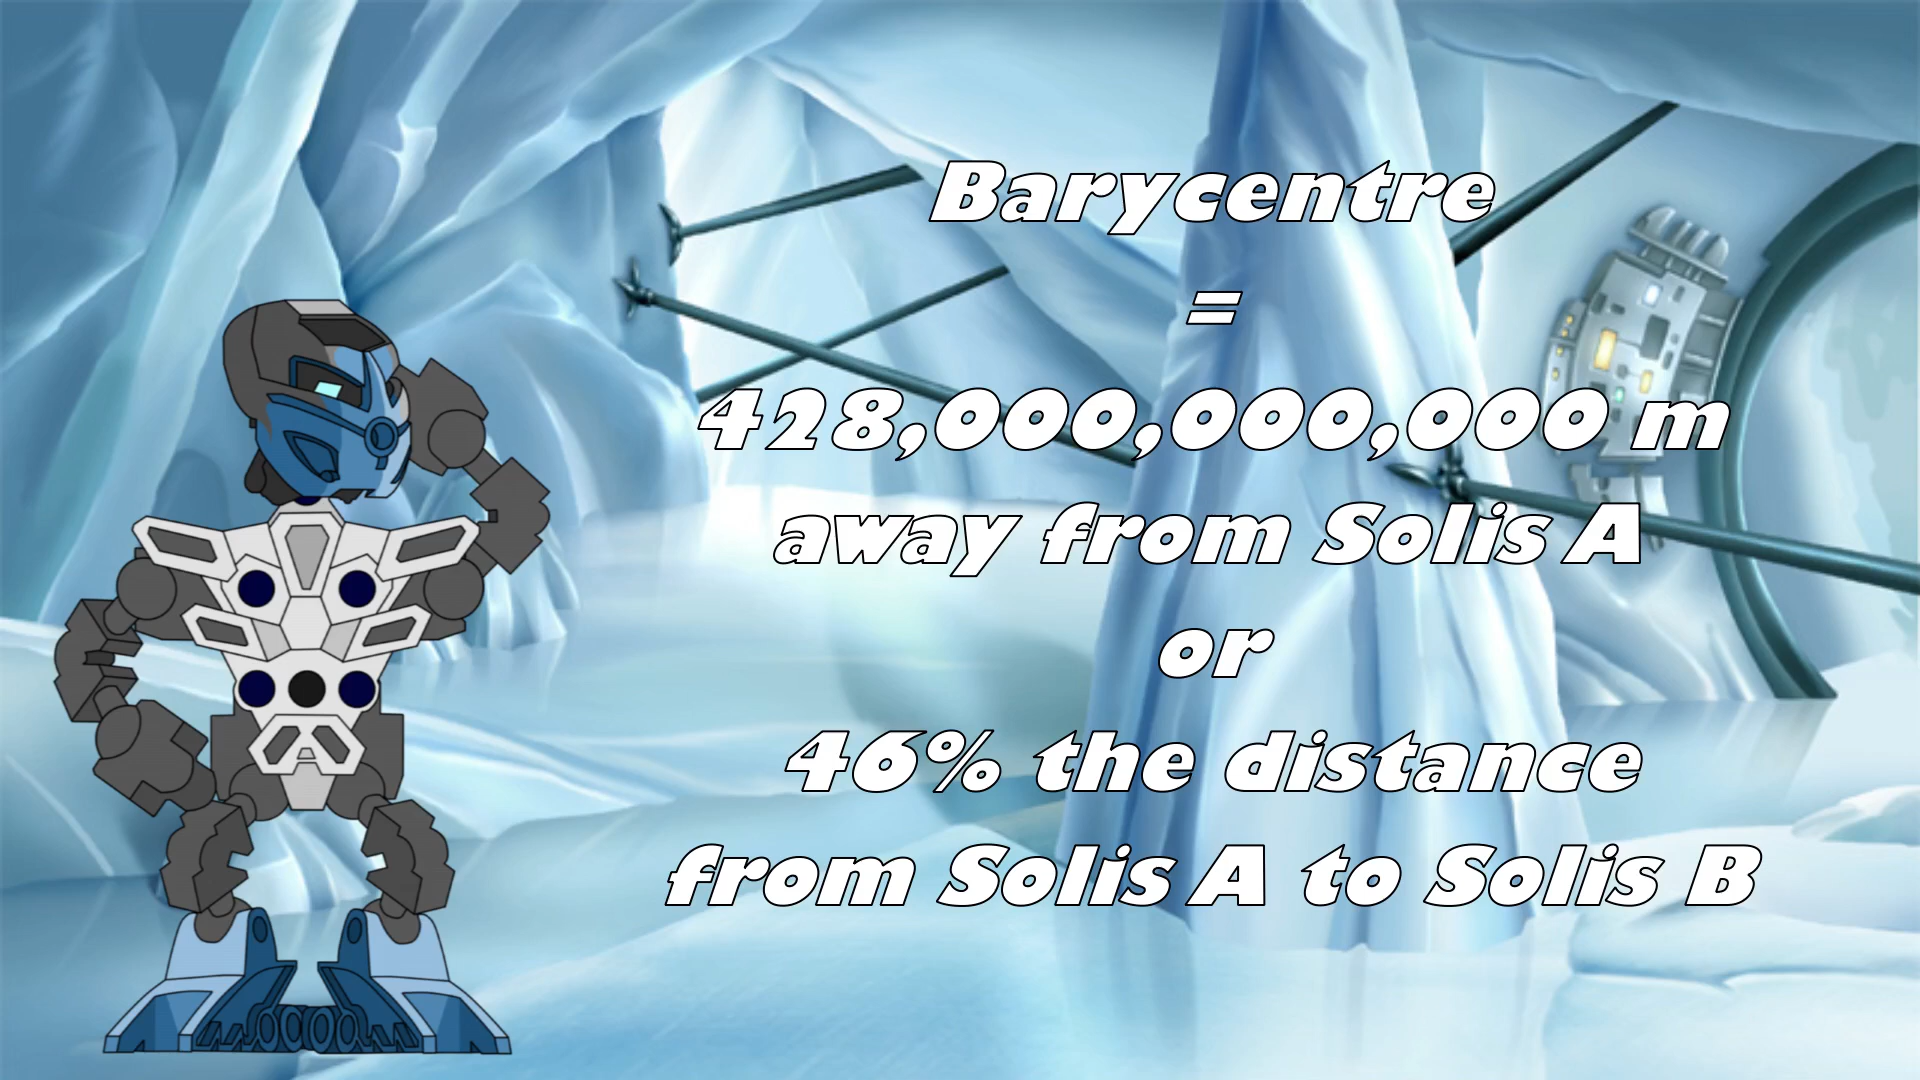 Barycentre
=
428,000,000,000 m
away from Solis A
or
46% the distance
from Solis A to Solis B